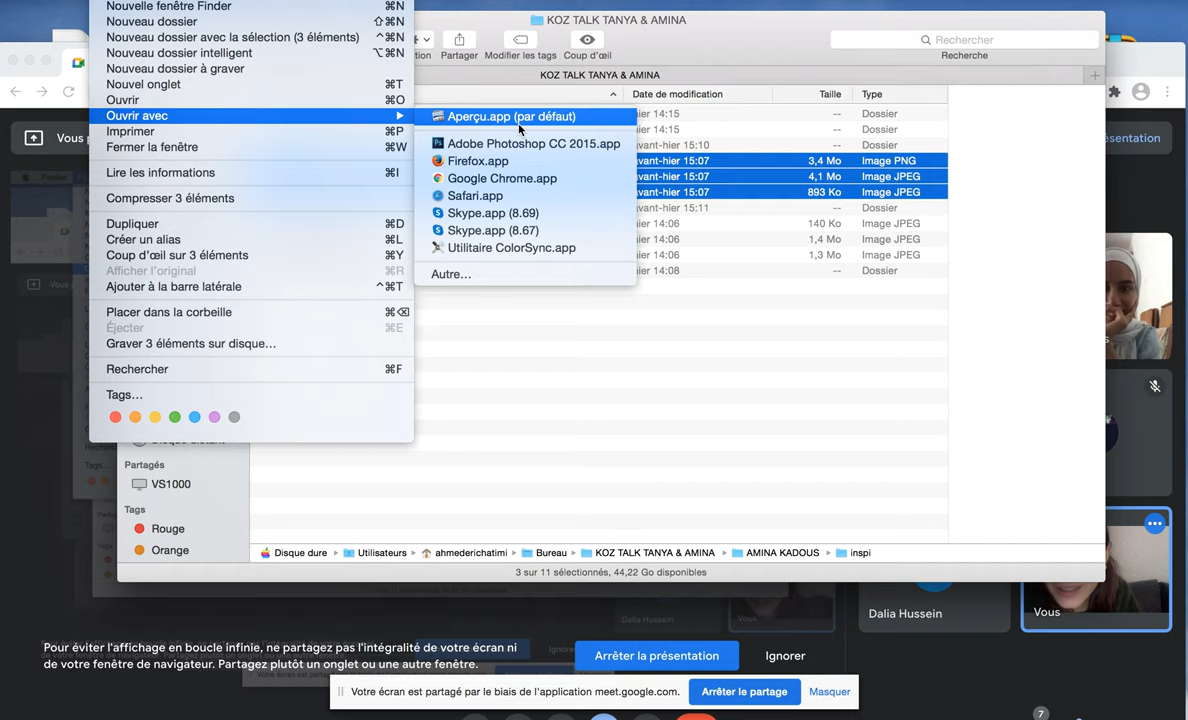 KOZ TALK TANYA & AMINA
Nouvelle fenêtre Finder ⌘N
Nouveau dossier ⇧⌘N
Nouveau dossier avec la sélection (3 éléments) ^⌘N
Nouveau dossier intelligent ⌥⌘N
Nouveau dossier à graver
Nouvel onglet ⌘T
Ouvrir ⌘O
Ouvrir avec ▶
Imprimer ⌘P
Fermer la fenêtre ⌘W
Lire les informations ⌘I
Compresser 3 éléments
Dupliquer ⌘D
Créer un alias ⌘L
Coup d'œil sur 3 éléments ⌘Y
Afficher l'original ⌘R
Ajouter à la barre latérale ^⌘T
Placer dans la corbeille ⌘⌫
Éjecter ⌘E
Graver 3 éléments sur disque…
Rechercher ⌘F
Tags…
Aperçu.app (par défaut)
Adobe Photoshop CC 2015.app
Firefox.app
Google Chrome.app
Safari.app
Skype.app (8.69)
Skype.app (8.67)
Utilitaire ColorSync.app
Autre…
tion Partager Modifier les tags Coup d'œil
Rechercher
Recherche
KOZ TALK TANYA & AMINA
Date de modification Taille Type
ier 14:15 -- Dossier
ier 14:15 -- Dossier
avant-hier 15:10 -- Dossier
avant-hier 15:07 3,4 Mo Image PNG
avant-hier 15:07 4,1 Mo Image JPEG
avant-hier 15:07 893 Ko Image JPEG
avant-hier 15:11 -- Dossier
ier 14:06 140 Ko Image JPEG
ier 14:06 1,4 Mo Image JPEG
ier 14:06 1,3 Mo Image JPEG
ier 14:08 -- Dossier
Partagés
VS1000
Tags
Rouge
Orange
Disque dure ▸ Utilisateurs ▸ ahmederichatimi ▸ Bureau ▸ KOZ TALK TANYA & AMINA ▸ AMINA KADOUS ▸ inspi
3 sur 11 sélectionnés, 44,22 Go disponibles
Vous p
ésentation
Dalia Hussein
Vous
Pour éviter l'affichage en boucle infinie, ne partagez pas l'intégralité de votre écran ni
de votre fenêtre de navigateur. Partagez plutôt un onglet ou une autre fenêtre.
Arrêter la présentation
Ignorer
Votre écran est partagé par le biais de l'application meet.google.com.
Arrêter le partage
Masquer
7